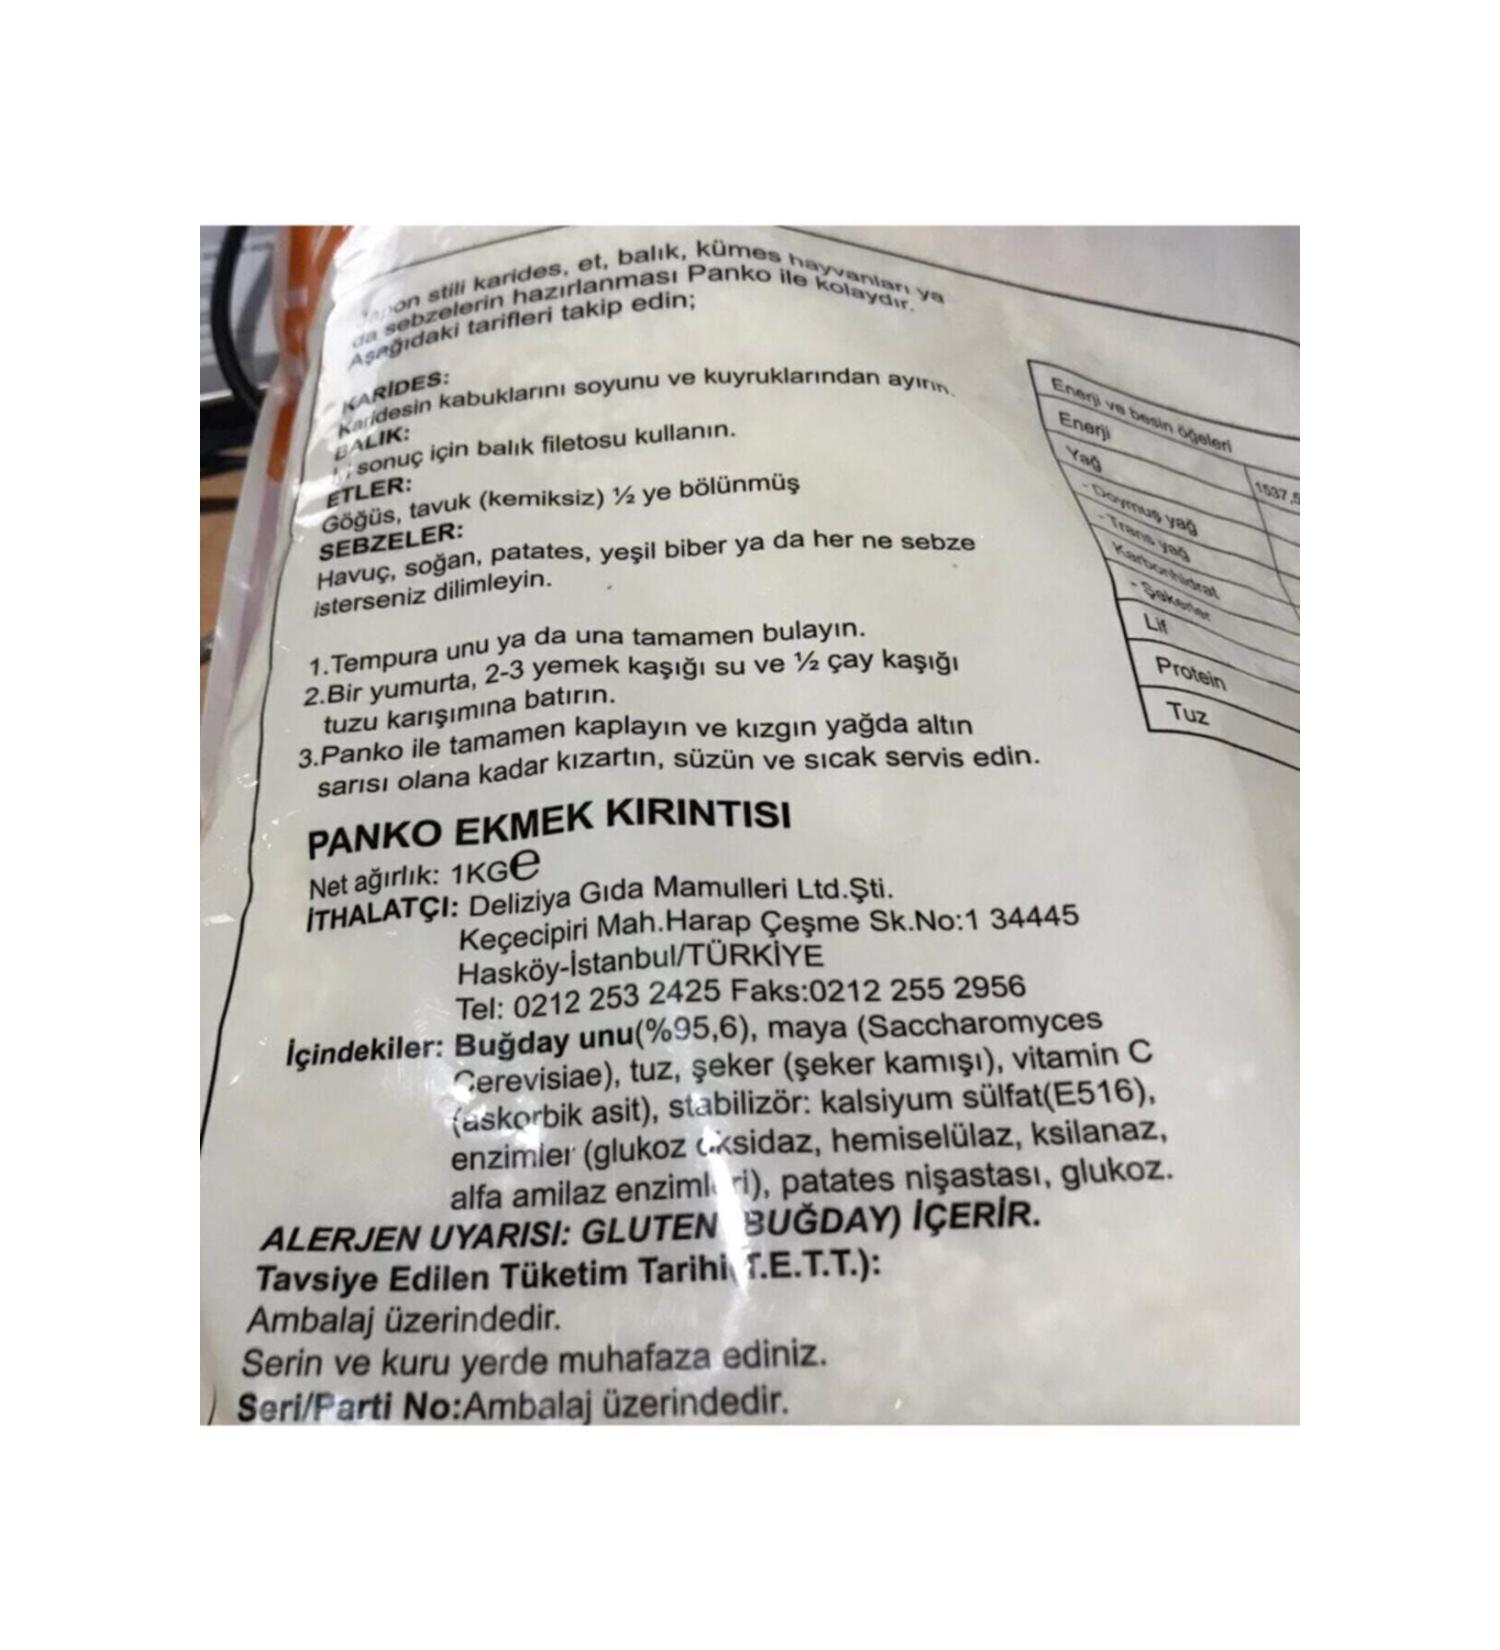 Japon stili karides, et, balık, kümes hayvanları ya
da sebzelerin hazırlanması Panko ile kolaydır.
Aşağıdaki tarifleri takip edin;
KARİDES:
Karidesin kabuklarını soyunu ve kuyruklarından ayırın.
BALIK:
sonuç için balık filetosu kullanın.
ETLER:
Göğüs, tavuk (kemiksiz) ½ ye bölünmüş
SEBZELER:
Havuç, soğan, patates, yeşil biber ya da her ne sebze
isterseniz dilimleyin.
1.Tempura unu ya da una tamamen bulayın.
2.Bir yumurta, 2-3 yemek kaşığı su ve ½ çay kaşığı
tuzu karışımına batırın.
3.Panko ile tamamen kaplayın ve kızgın yağda altın
sarısı olana kadar kızartın, süzün ve sıcak servis edin.
PANKO EKMEK KIRINTISI
Net ağırlık: 1KG℮
İTHALATÇI: Deliziya Gıda Mamulleri Ltd.Şti.
Keçecipiri Mah.Harap Çeşme Sk.No:1 34445
Hasköy-İstanbul/TÜRKİYE
Tel: 0212 253 2425 Faks:0212 255 2956
İçindekiler: Buğday unu(%95,6), maya (Saccharomyces
Cerevisiae), tuz, şeker (şeker kamışı), vitamin C
(askorbik asit), stabilizör: kalsiyum sülfat(E516),
enzimler (glukoz oksidaz, hemiselülaz, ksilanaz,
alfa amilaz enzimleri), patates nişastası, glukoz.
ALERJEN UYARISI: GLUTEN (BUĞDAY) İÇERİR.
Tavsiye Edilen Tüketim Tarihi(T.E.T.T.):
Ambalaj üzerindedir.
Serin ve kuru yerde muhafaza ediniz.
Seri/Parti No:Ambalaj üzerindedir.
Enerji ve besin öğeleri
Enerji 1537,5
Yağ
- Doymuş yağ
- Trans yağ
Karbonhidrat
- Şekerler
Lif
Protein
Tuz